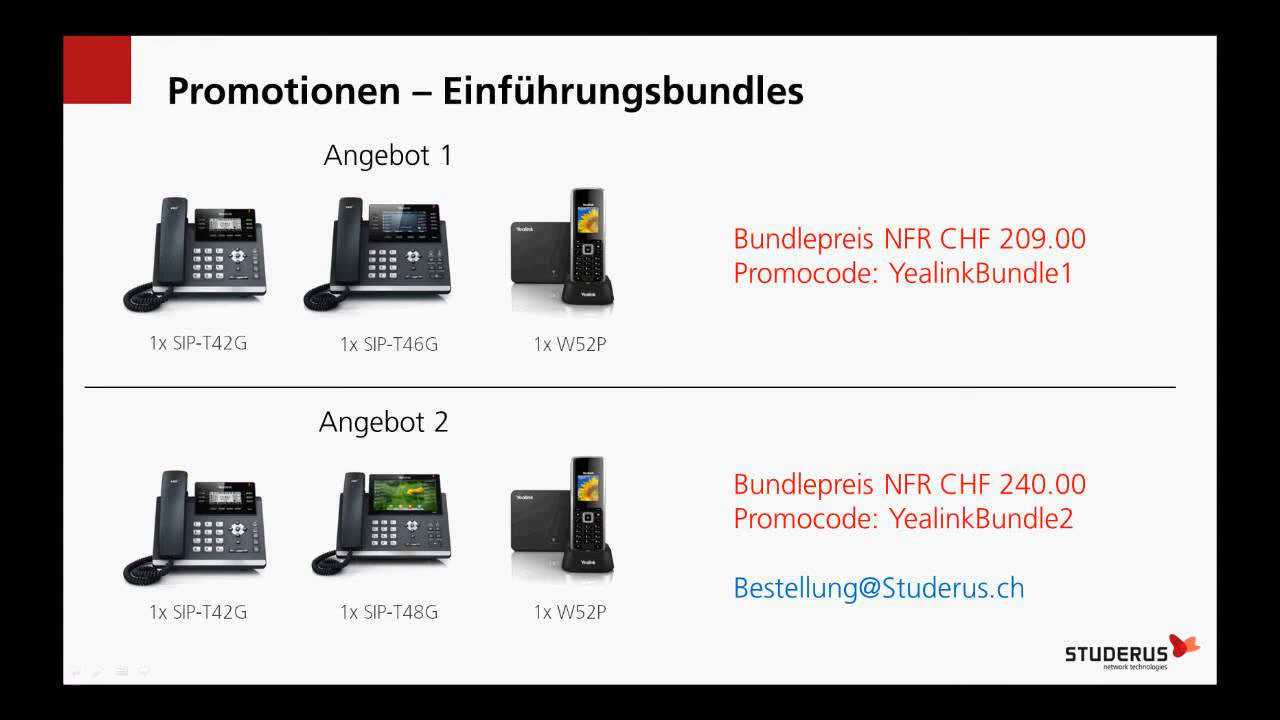 Promotionen – Einführungsbundles
Angebot 1
Yealink
Bundlepreis NFR CHF 209.00
Promocode: YealinkBundle1
1x SIP-T42G
1x SIP-T46G
1x W52P
Angebot 2
Yealink
Bundlepreis NFR CHF 240.00
Promocode: YealinkBundle2
Bestellung@Studerus.ch
1x SIP-T42G
1x SIP-T48G
1x W52P
STUDERUS
network technologies